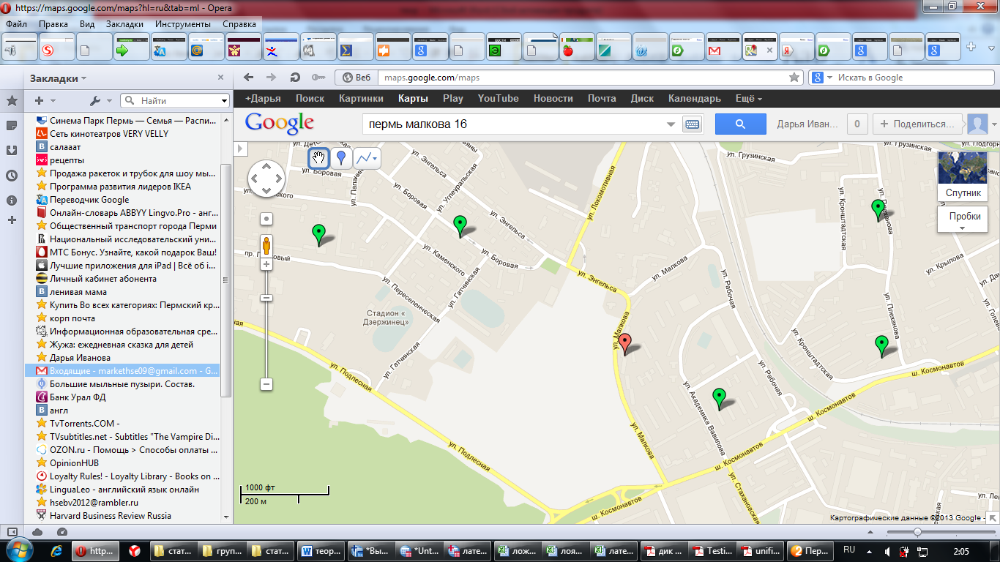 https://maps.google.com/maps?hl=ru&tab=ml - Opera
Файл Правка Вид Закладки Инструменты Справка
Закладки
Веб maps.google.com/maps
Искать в Google
Найти
+Дарья Поиск Картинки Карты Play YouTube Новости Почта Диск Календарь Ещё
Google
пермь малкова 16
Дарья Иван...
0
+ Поделиться...
Синема Парк Пермь — Семья — Распи...
Сеть кинотеатров VERY VELLY
салааат
рецепты
Продажа ракеток и трубок для шоу мы...
Программа развития лидеров IKEA
Переводчик Google
Онлайн-словарь ABBYY Lingvo.Pro - анг...
Общественный транспорт города Перми
Национальный исследовательский уни...
МТС Бонус. Узнайте, какой подарок Ваш!
Лучшие приложения для iPad | Всё об i...
Личный кабинет абонента
ленивая мама
Купить Во всех категориях: Пермский кр...
корп почта
Информационная образовательная сре...
Жужа: ежедневная сказка для детей
Дарья Иванова
Входящие - markethse09@gmail.com - G...
Большие мыльные пузыри. Состав.
Банк Урал ФД
англ
TvTorrents.COM -
TVsubtitles.net - Subtitles "The Vampire Di...
OZON.ru - Помощь > Способы оплаты ...
OpinionHUB
Loyalty Rules! - Loyalty Library - Books on ...
LinguaLeo - английский язык онлайн
hsebv2012@rambler.ru
Harvard Business Review Russia
Спутник
Пробки
ул. Боровая
ул. Энгельса
ул. Боровая
ул. Углеуральская
ул. Энгельса
ул. Локомотивная
ул. Грузинская
ул. Грузинская
ул. Кронштадтская
ул. Плеханова
ул. Крылова
ул. Каменского
ул. Боровая
ул. Гатчинская
ул. Переселенческая
Стадион «
Дзержинец»
ул. Гатчинская
ул. Энгельса
ул. Малкова
ул. Малкова
ул. Рабочая
ул. Плеханова
ул. Кронштадтская
ул. Рабочая
ш. Космонавтов
ш. Космонавтов
ул. Подлесная
ул. Академика Вавилова
ул. Малкова
ул. Подлесная
ш. Космонавтов
ул. Стахановская
ш. Космонавтов
1000 фт
200 м
Картографические данные ©2013 Google -
http...
стат...
груп...
стат...
теор...
*Вы...
*Unt...
лате...
лож...
лоя...
лате...
дик ...
Testi...
unifi...
Пер...
RU
2:05